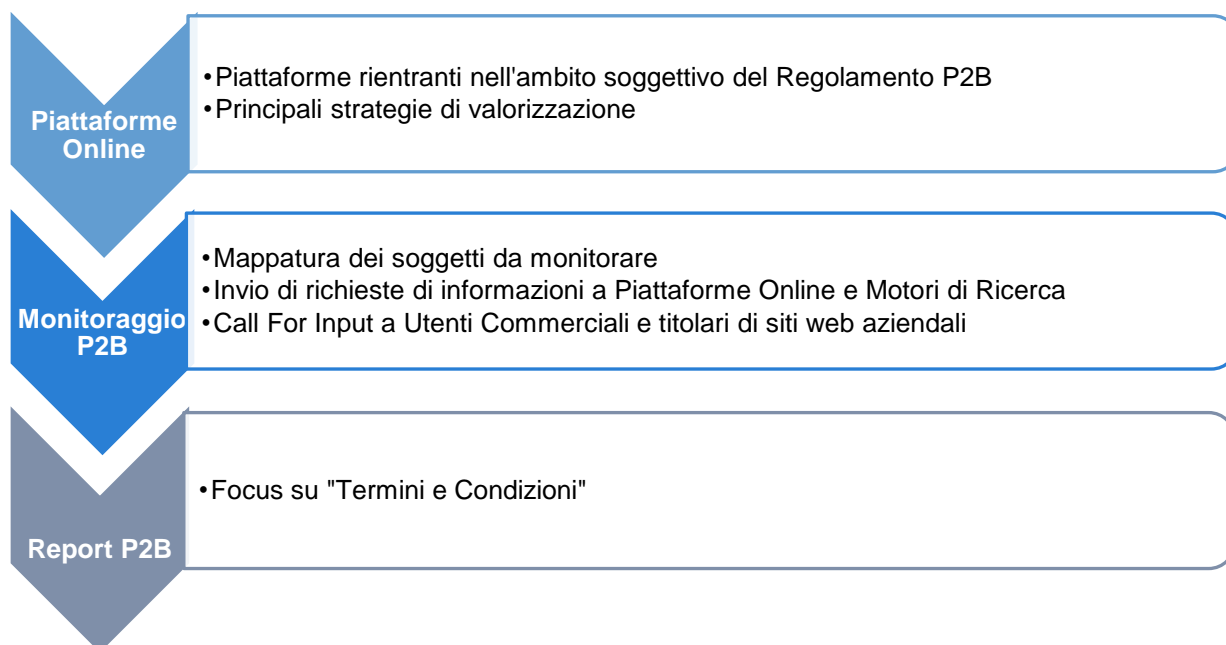 Piattaforme Online
•Piattaforme rientranti nell'ambito soggettivo del Regolamento P2B
•Principali strategie di valorizzazione
Monitoraggio P2B
•Mappatura dei soggetti da monitorare
•Invio di richieste di informazioni a Piattaforme Online e Motori di Ricerca
•Call For Input a Utenti Commerciali e titolari di siti web aziendali
Report P2B
•Focus su "Termini e Condizioni"